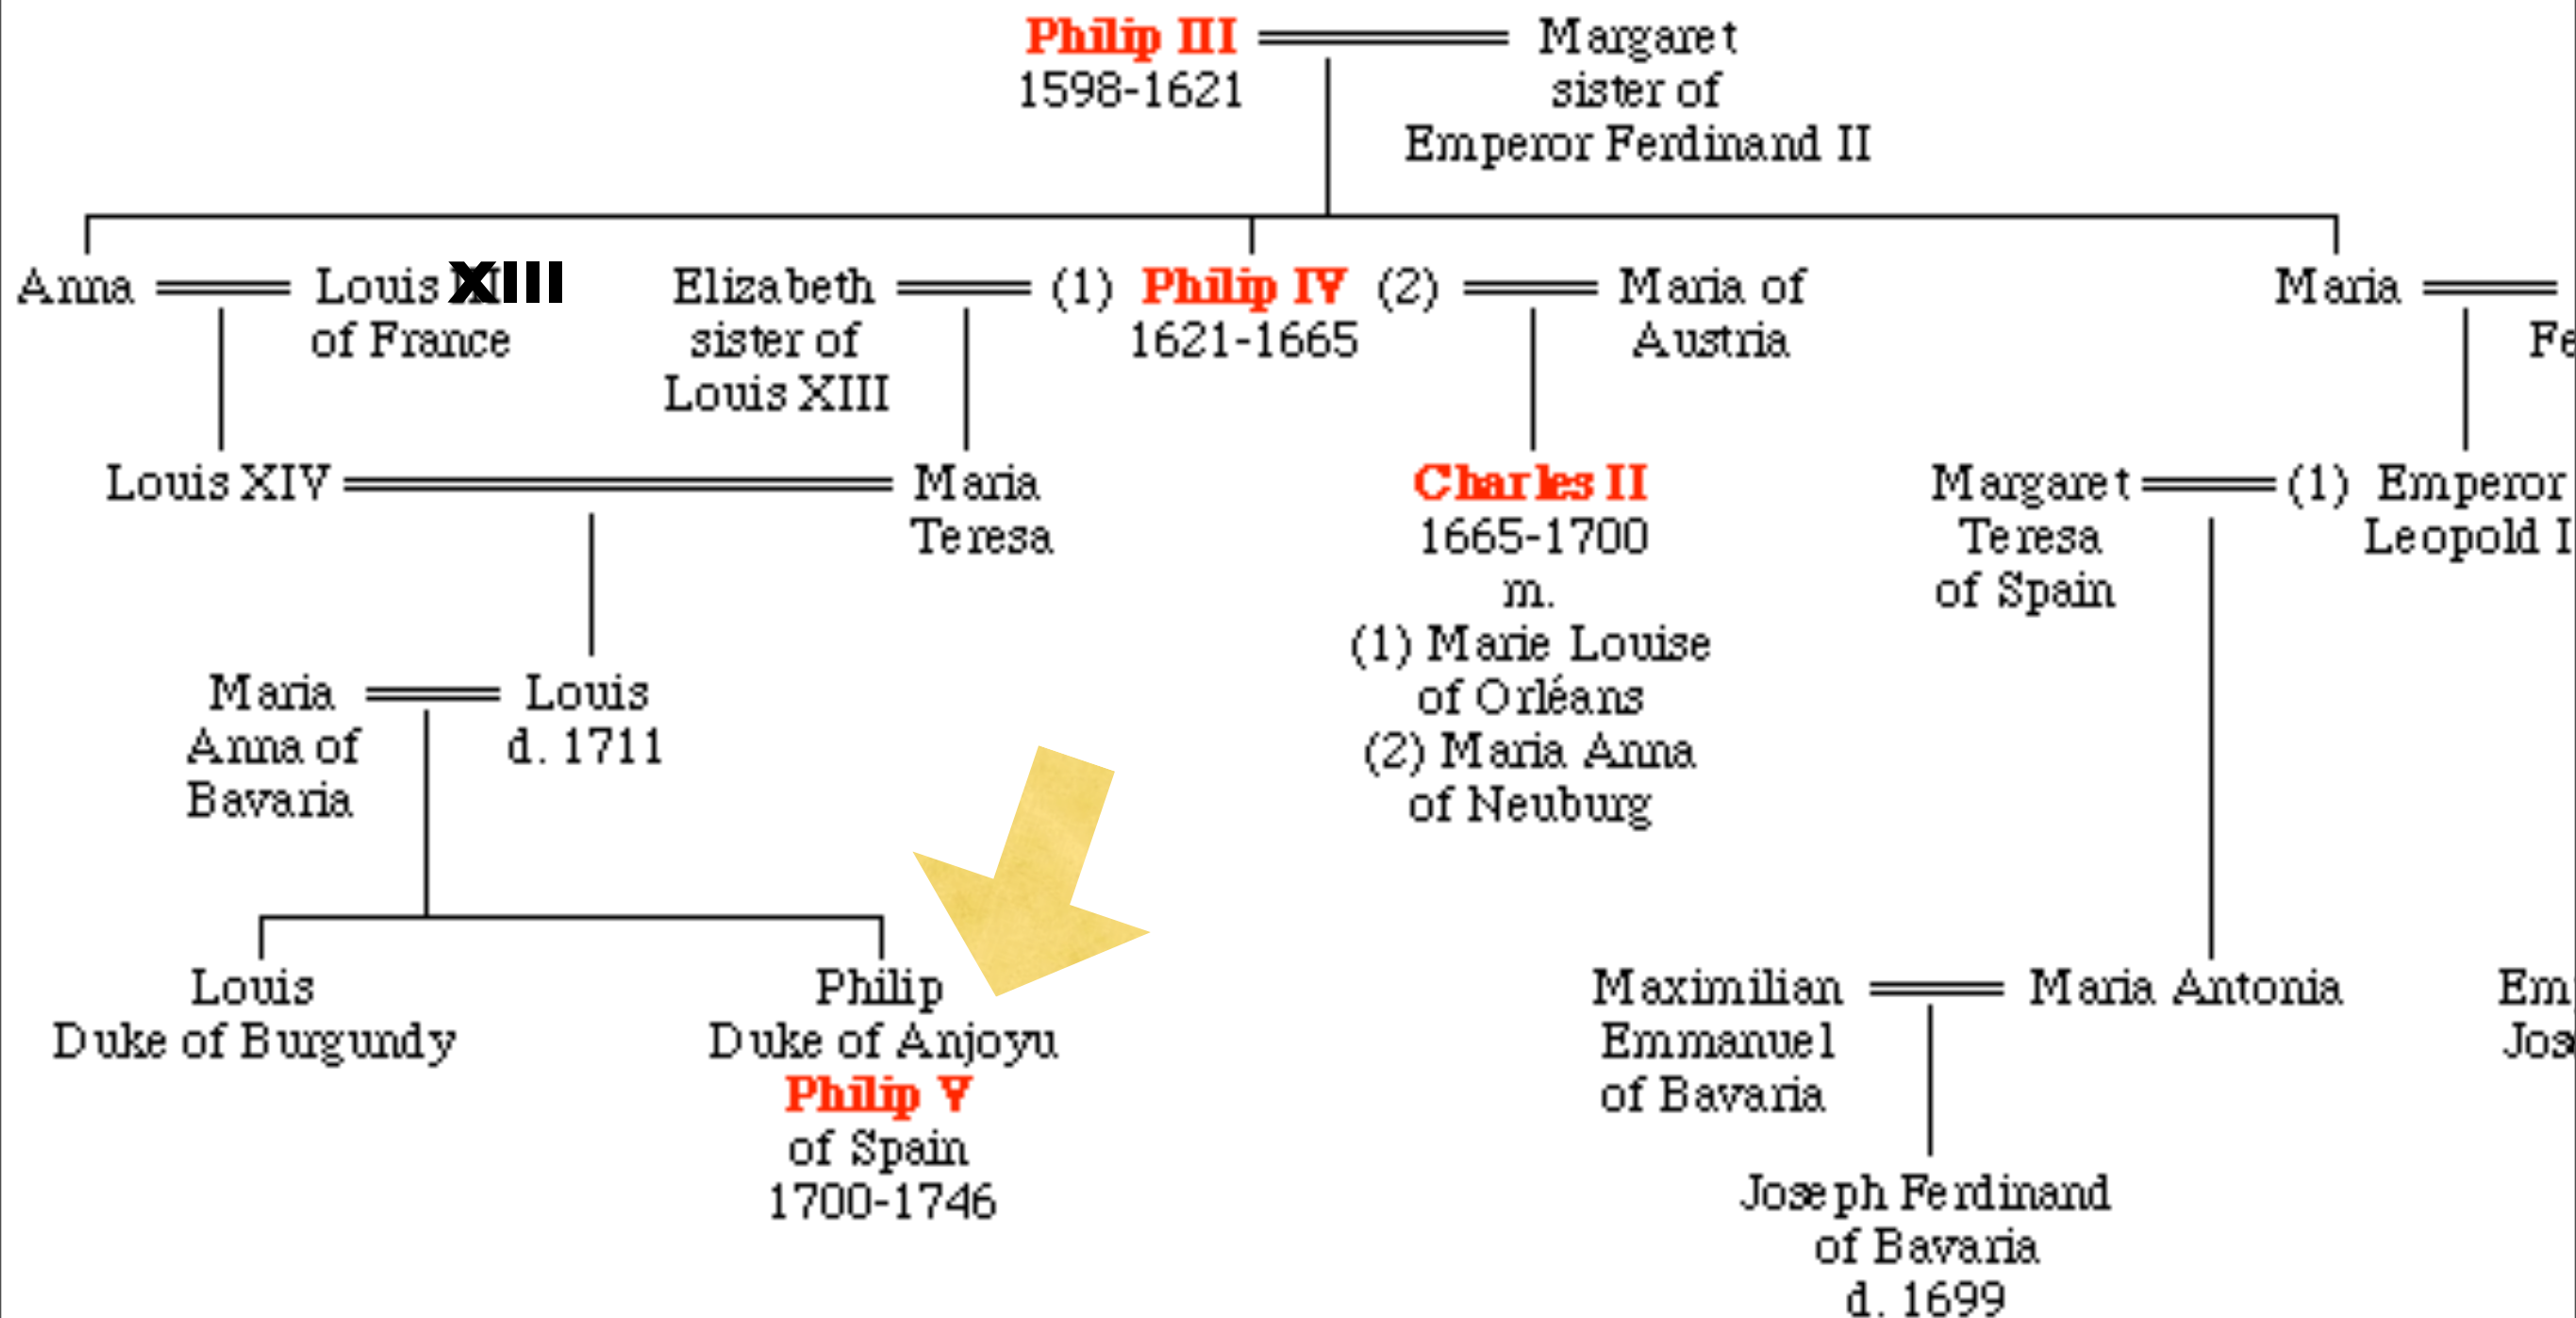 Philip III
1598-1621
Margaret
sister of
Emperor Ferdinand II
Anna
Louis XIII
of France
Elizabeth
sister of
Louis XIII
(1) Philip IV (2)
1621-1665
Maria of
Austria
Maria
Fe
Louis XIV
Maria
Teresa
Charles II
1665-1700
m.
(1) Marie Louise
of Orléans
(2) Maria Anna
of Neuburg
Margaret
Teresa
of Spain
(1) Emperor
Leopold I
Maria
Anna of
Bavaria
Louis
d. 1711
Louis
Duke of Burgundy
Philip
Duke of Anjoyu
Philip V
of Spain
1700-1746
Maximilian
Emmanuel
of Bavaria
Maria Antonia
Em
Jos
Joseph Ferdinand
of Bavaria
d. 1699